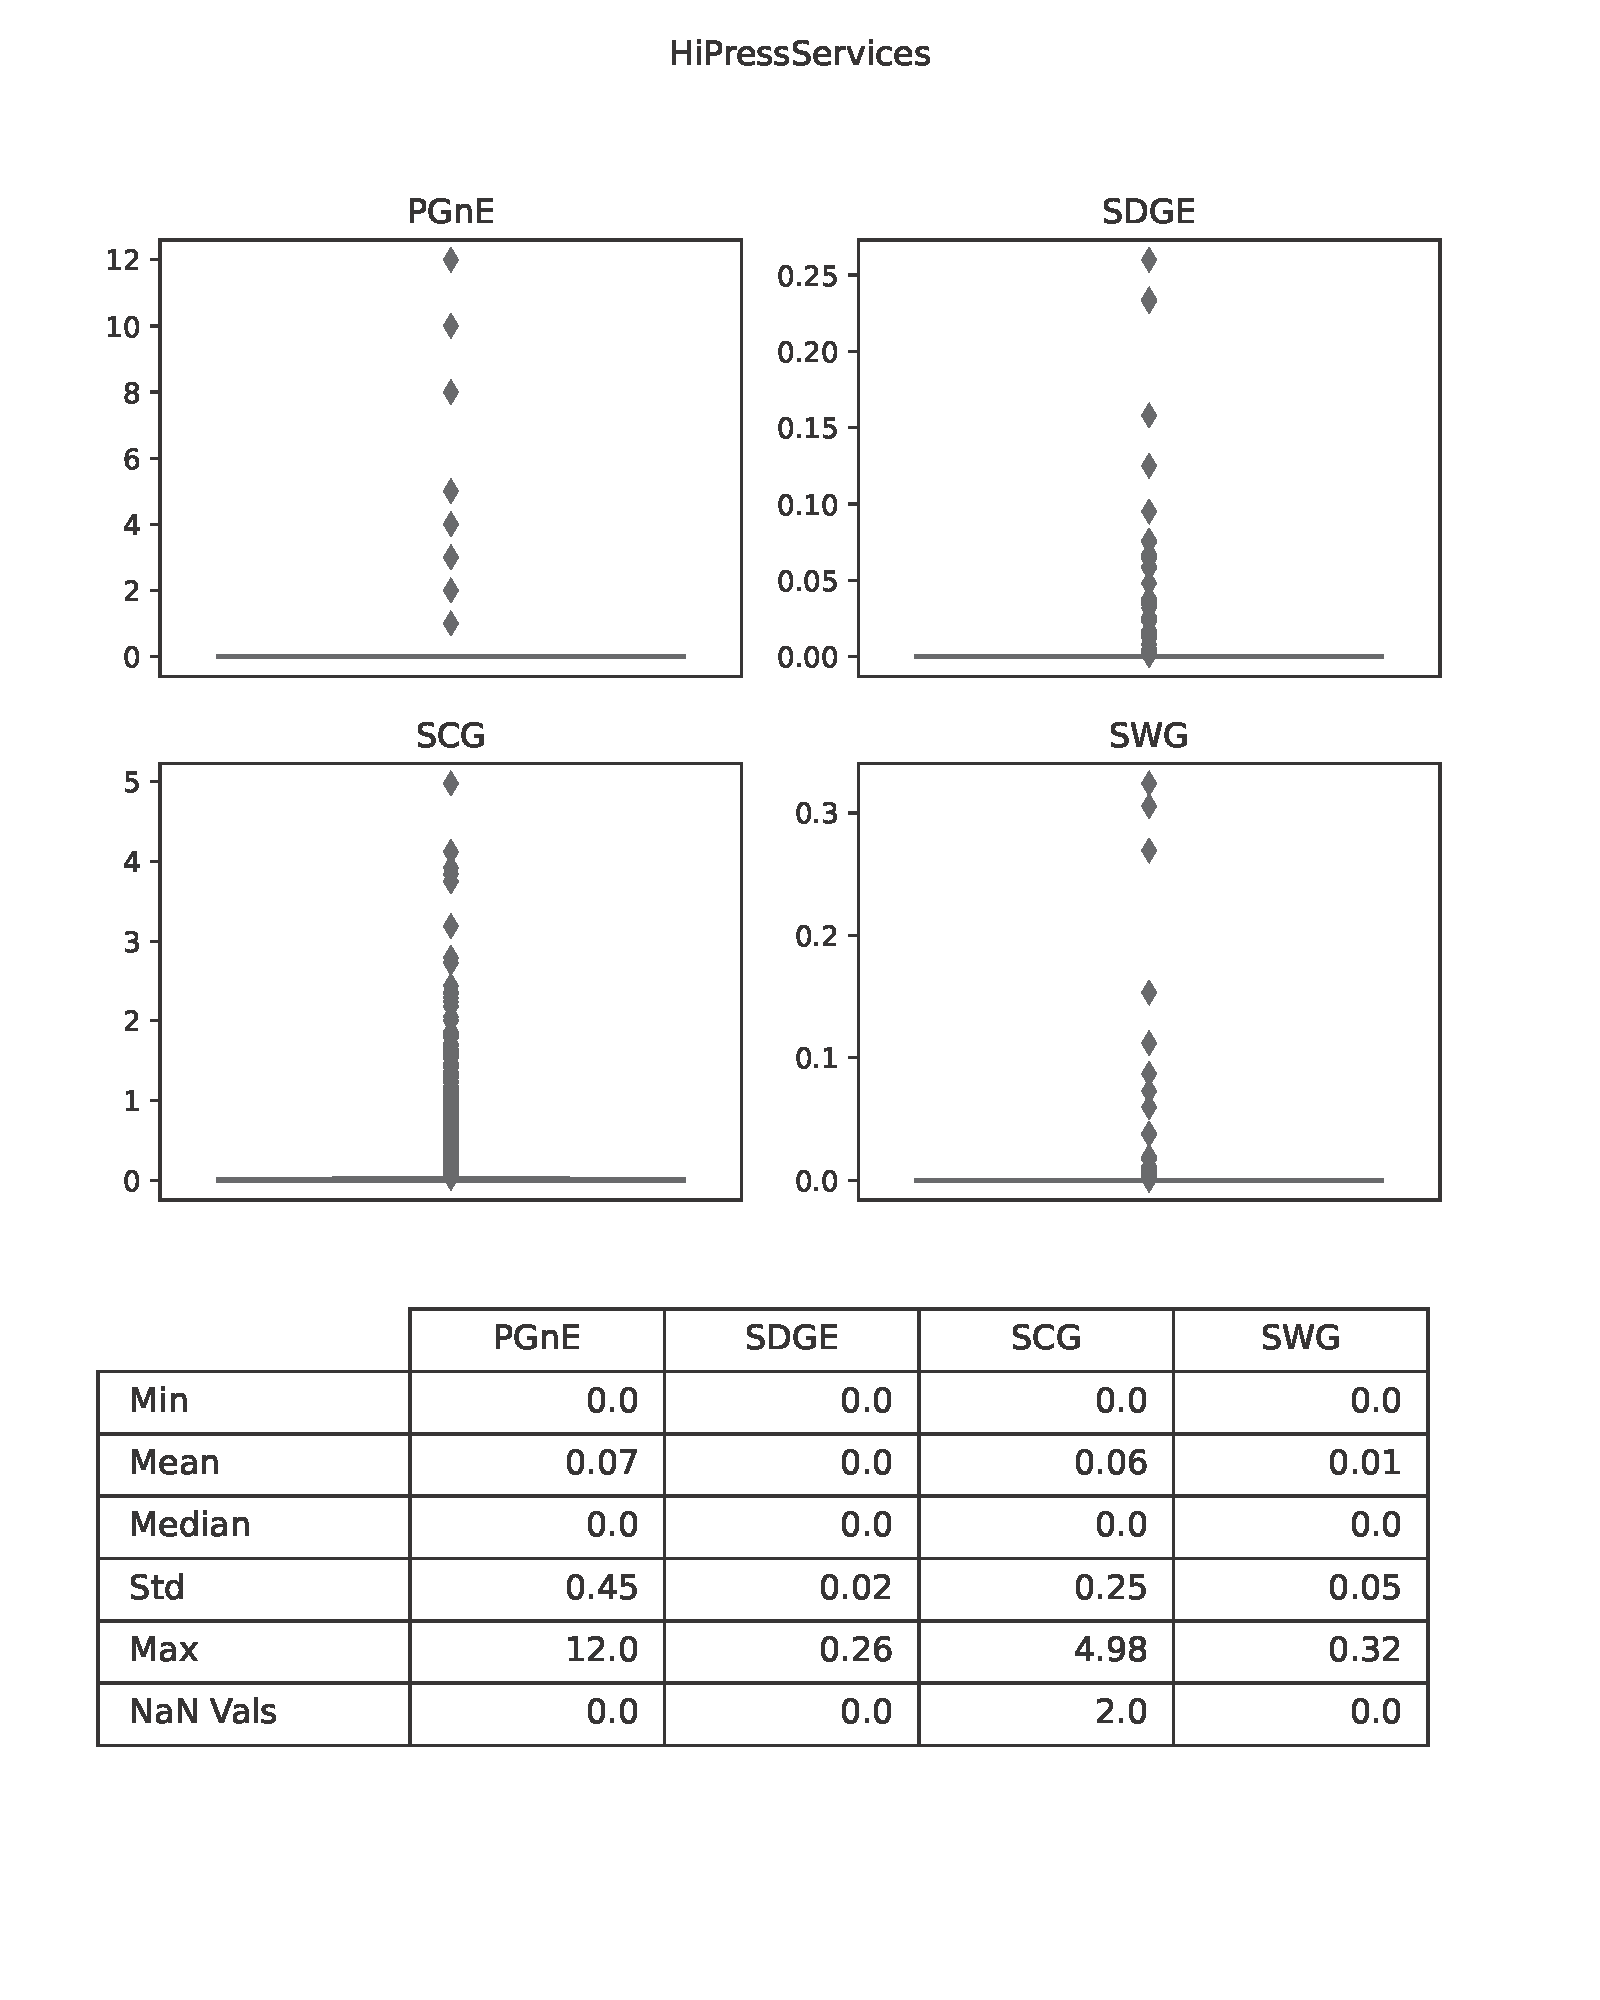 HiPressServices
PGnE
12
10
8
6
4
2
0
SDGE
0.25
0.20
0.15
0.10
0.05
0.00
SCG
5
4
3
2
1
0
SWG
0.3
0.2
0.1
0.0
PGnE SDGE SCG SWG
Min 0.0 0.0 0.0 0.0
Mean 0.07 0.0 0.06 0.01
Median 0.0 0.0 0.0 0.0
Std 0.45 0.02 0.25 0.05
Max 12.0 0.26 4.98 0.32
NaN Vals 0.0 0.0 2.0 0.0